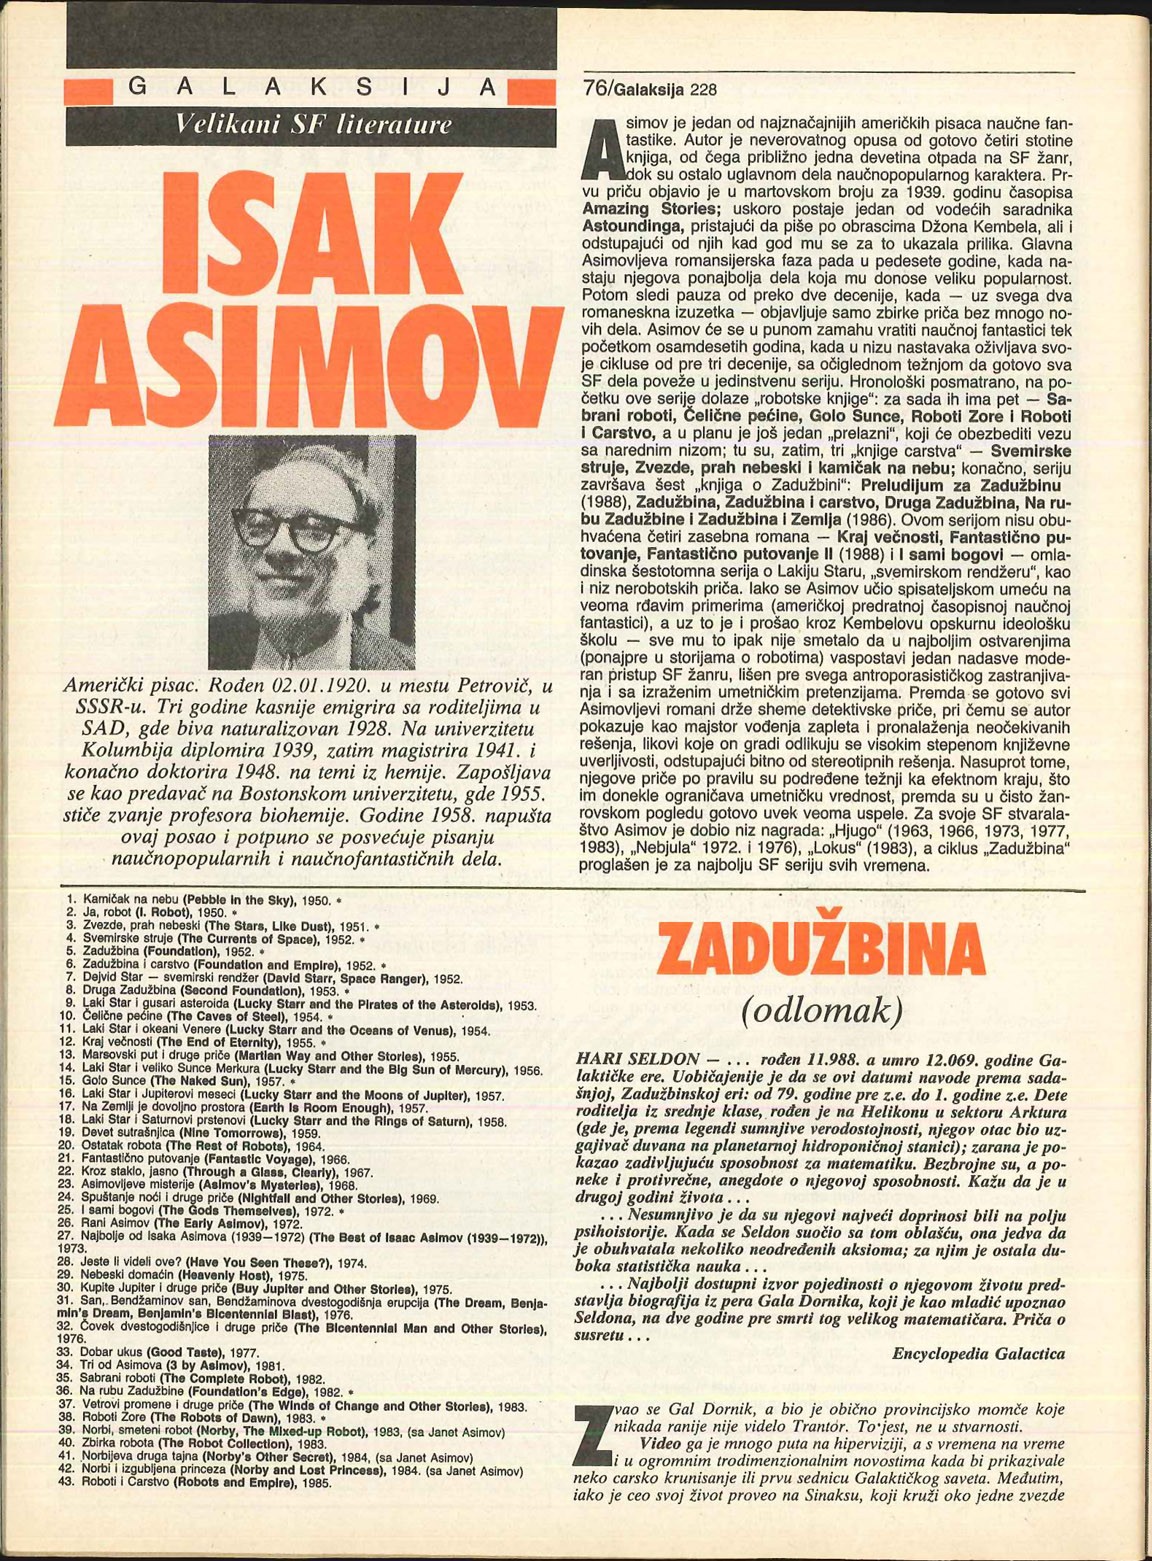 GALAKSIJA
Velikani SF literature
ISAK
ASIMOV
Američki pisac. Rođen 02.01.1920. u mestu Petrovič, u
SSSR-u. Tri godine kasnije emigrira sa roditeljima u
SAD, gde biva naturalizovan 1928. Na univerzitetu
Kolumbija diplomira 1939, zatim magistrira 1941. i
konačno doktorira 1948. na temi iz hemije. Zapošljava
se kao predavač na Bostonskom univerzitetu, gde 1955.
stiče zvanje profesora biohemije. Godine 1958. napušta
ovaj posao i potpuno se posvećuje pisanju
naučnopopularnih i naučnofantastičnih dela.
76/Galaksija 228
Asimov je jedan od najznačajnijih američkih pisaca naučne fan-
tastike. Autor je neverovatnog opusa od gotovo četiri stotine
knjiga, od čega približno jedna devetina otpada na SF žanr,
dok su ostalo uglavnom dela naučnopopularnog karaktera. Pr-
vu priču objavio je u martovskom broju za 1939. godinu časopisa
Amazing Stories; uskoro postaje jedan od vodećih saradnika
Astoundinga, pristajući da piše po obrascima Džona Kembela, ali i
odstupajući od njih kad god mu se za to ukazala prilika. Glavna
Asimovljeva romansijerska faza pada u pedesete godine, kada na-
staju njegova ponajbolja dela koja mu donose veliku popularnost.
Potom sledi pauza od preko dve decenije, kada — uz svega dva
romaneskna izuzetka — objavljuje samo zbirke priča bez mnogo no-
vih dela. Asimov će se u punom zamahu vratiti naučnoj fantastici tek
početkom osamdesetih godina, kada u nizu nastavaka oživljava svo-
je cikluse od pre tri decenije, sa očiglednom težnjom da gotovo sva
SF dela poveže u jedinstvenu seriju. Hronološki posmatrano, na po-
četku ove serije dolaze „robotske knjige“: za sada ih ima pet — Sa-
brani roboti, Čelične pećine, Golo Sunce, Roboti Zore i Roboti
i Carstvo, a u planu je još jedan „prelazni“, koji će obezbediti vezu
sa narednim nizom; tu su, zatim, tri „knjige carstva“ — Svemirske
struje, Zvezde, prah nebeski i kamičak na nebu; konačno, seriju
završava šest „knjiga o Zadužbini“: Preludijum za Zadužbinu
(1988), Zadužbina, Zadužbina i carstvo, Druga Zadužbina, Na ru-
bu Zadužbine i Zadužbina i Zemlja (1986). Ovom serijom nisu obu-
hvaćena četiri zasebna romana — Kraj večnosti, Fantastično pu-
tovanje, Fantastično putovanje II (1988) i I sami bogovi — omla-
dinska šestotomna serija o Lakiju Staru, „svemirskom rendžeru“, kao
i niz nerobotskih priča. Iako se Asimov učio spisateljskom umeću na
veoma rđavim primerima (američkoj predratnoj časopisnoj naučnoj
fantastici), a uz to je i prošao kroz Kembelovu opskurnu ideološku
školu — sve mu to ipak nije smetalo da u najboljim ostvarenjima
(ponajpre u storijama o robotima) vaspostavi jedan nadasve mode-
ran pristup SF žanru, lišen pre svega antroporasističkog zastranjiva-
nja i sa izraženim umetničkim pretenzijama. Premda se gotovo svi
Asimovljevi romani drže sheme detektivske priče, pri čemu se autor
pokazuje kao majstor vođenja zapleta i pronalaženja neočekivanih
rešenja, likovi koje on gradi odlikuju se visokim stepenom književne
uverljivosti, odstupajući bitno od stereotipnih rešenja. Nasuprot tome,
njegove priče po pravilu su podređene težnji ka efektnom kraju, što
im donekle ograničava umetničku vrednost, premda su u čisto žan-
rovskom pogledu gotovo uvek veoma uspele. Za svoje SF stvarala-
štvo Asimov je dobio niz nagrada: „Hjugo“ (1963, 1966, 1973, 1977,
1983), „Nebjula“ 1972. i 1976), „Lokus“ (1983), a ciklus „Zadužbina“
proglašen je za najbolju SF seriju svih vremena.
1. Kamičak na nebu (Pebble in the Sky), 1950. *
2. Ja, robot (I. Robot), 1950. *
3. Zvezde, prah nebeski (The Stars, Like Dust), 1951. *
4. Svemirske struje (The Currents of Space), 1952. *
5. Zadužbina (Foundation), 1952. *
6. Zadužbina i carstvo (Foundation and Empire), 1952. *
7. Dejvid Star — svemirski rendžer (David Starr, Space Ranger), 1952.
8. Druga Zadužbina (Second Foundation), 1953. *
9. Laki Star i gusari asteroida (Lucky Starr and the Pirates of the Asteroids), 1953.
10. Čelične pećine (The Caves of Steel), 1954. *
11. Laki Star i okeani Venere (Lucky Starr and the Oceans of Venus), 1954.
12. Kraj večnosti (The End of Eternity), 1955. *
13. Marsovski put i druge priče (Martian Way and Other Stories), 1955.
14. Laki Star i veliko Sunce Merkura (Lucky Starr and the Big Sun of Mercury), 1956.
15. Golo Sunce (The Naked Sun), 1957. *
16. Laki Star i Jupiterovi meseci (Lucky Starr and the Moons of Jupiter), 1957.
17. Na Zemlji je dovoljno prostora (Earth Is Room Enough), 1957.
18. Laki Star i Saturnovi prstenovi (Lucky Starr and the Rings of Saturn), 1958.
19. Devet sutrašnjica (Nine Tomorrows), 1959.
20. Ostatak robota (The Rest of Robots), 1964.
21. Fantastično putovanje (Fantastic Voyage), 1966.
22. Kroz staklo, jasno (Through a Glass, Clearly), 1967.
23. Asimovljeve misterije (Asimov's Mysteries), 1968.
24. Spuštanje noći i druge priče (Nightfall and Other Stories), 1969.
25. I sami bogovi (The Gods Themselves), 1972. *
26. Rani Asimov (The Early Asimov), 1972.
27. Najbolje od Isaka Asimova (1939—1972) (The Best of Isaac Asimov (1939—1972)),
1973.
28. Jeste li videli ove? (Have You Seen These?), 1974.
29. Nebeski domaćin (Heavenly Host), 1975.
30. Kupite Jupiter i druge priče (Buy Jupiter and Other Stories), 1975.
31. San, Bendžaminov san, Bendžaminova dvestogodišnja erupcija (The Dream, Benja-
min's Dream, Benjamin's Bicentennial Blast), 1976.
32. Čovek dvestogodišnjice i druge priče (The Bicentennial Man and Other Stories),
1976.
33. Dobar ukus (Good Taste), 1977.
34. Tri od Asimova (3 by Asimov), 1981.
35. Sabrani roboti (The Complete Robot), 1982.
36. Na rubu Zadužbine (Foundation's Edge), 1982. *
37. Vetrovi promene i druge priče (The Winds of Change and Other Stories), 1983.
38. Roboti Zore (The Robots of Dawn), 1983. *
39. Norbi, smeteni robot (Norby, The Mixed-up Robot), 1983, (sa Janet Asimov)
40. Zbirka robota (The Robot Collection), 1983.
41. Norbijeva druga tajna (Norby's Other Secret), 1984, (sa Janet Asimov)
42. Norbi i izgubljena princeza (Norby and Lost Princess), 1984. (sa Janet Asimov)
43. Roboti i Carstvo (Robots and Empire), 1985.
ZADUŽBINA
(odlomak)
HARI SELDON — ... rođen 11.988. a umro 12.069. godine Ga-
laktičke ere. Uobičajenije je da se ovi datumi navode prema sada-
šnjoj, Zadužbinskoj eri: od 79. godine pre z.e. do 1. godine z.e. Dete
roditelja iz srednje klase, rođen je na Helikonu u sektoru Arktura
(gde je, prema legendi sumnjive verodostojnosti, njegov otac bio uz-
gajivač duvana na planetarnoj hidroponičnoj stanici); zarana je po-
kazao zadivljujuću sposobnost za matematiku. Bezbrojne su, a po-
neke i protivrečne, anegdote o njegovoj sposobnosti. Kažu da je u
drugoj godini života ...
... Nesumnjivo je da su njegovi najveći doprinosi bili na polju
psihoistorije. Kada se Seldon suočio sa tom oblašću, ona jedva da
je obuhvatala nekoliko neodređenih aksioma; za njim je ostala du-
boka statistička nauka ...
... Najbolji dostupni izvor pojedinosti o njegovom životu pred-
stavlja biografija iz pera Gala Dornika, koji je kao mladić upoznao
Seldona, na dve godine pre smrti tog velikog matematičara. Priča o
susretu ...
Encyclopedia Galactica
Zvao se Gal Dornik, a bio je obično provincijsko momče koje
nikada ranije nije videlo Trantor. To jest, ne u stvarnosti.
Video ga je mnogo puta na hiperviziji, a s vremena na vreme
i u ogromnim trodimenzionalnim novostima kada bi prikazivale
neko carsko krunisanje ili prvu sednicu Galaktičkog saveta. Međutim,
iako je ceo svoj život proveo na Sinaksu, koji kruži oko jedne zvezde